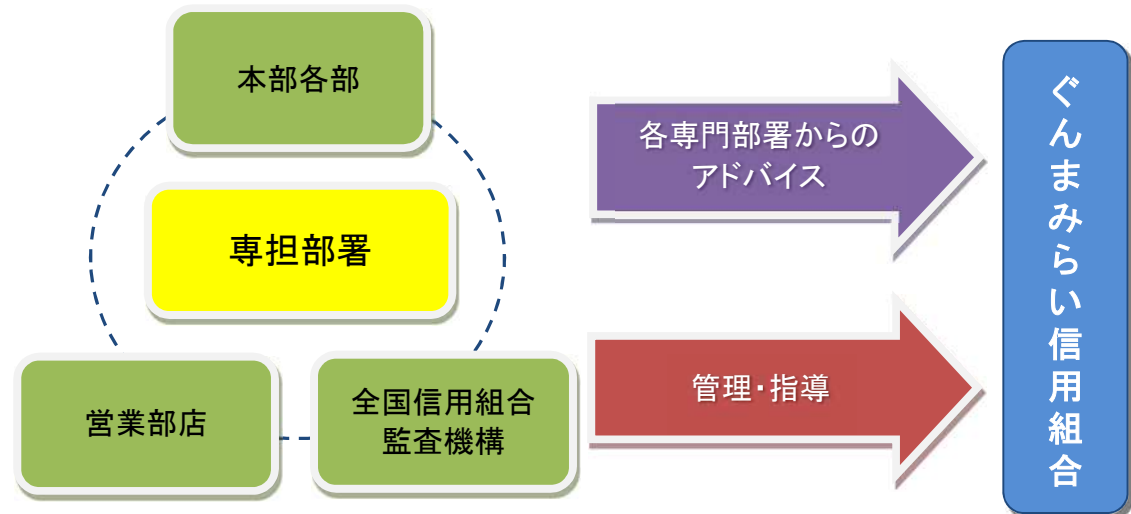 本部各部
専担部署
営業部店
全国信用組合
監査機構
各専門部署からの
アドバイス
管理・指導
ぐんまみらい信用組合